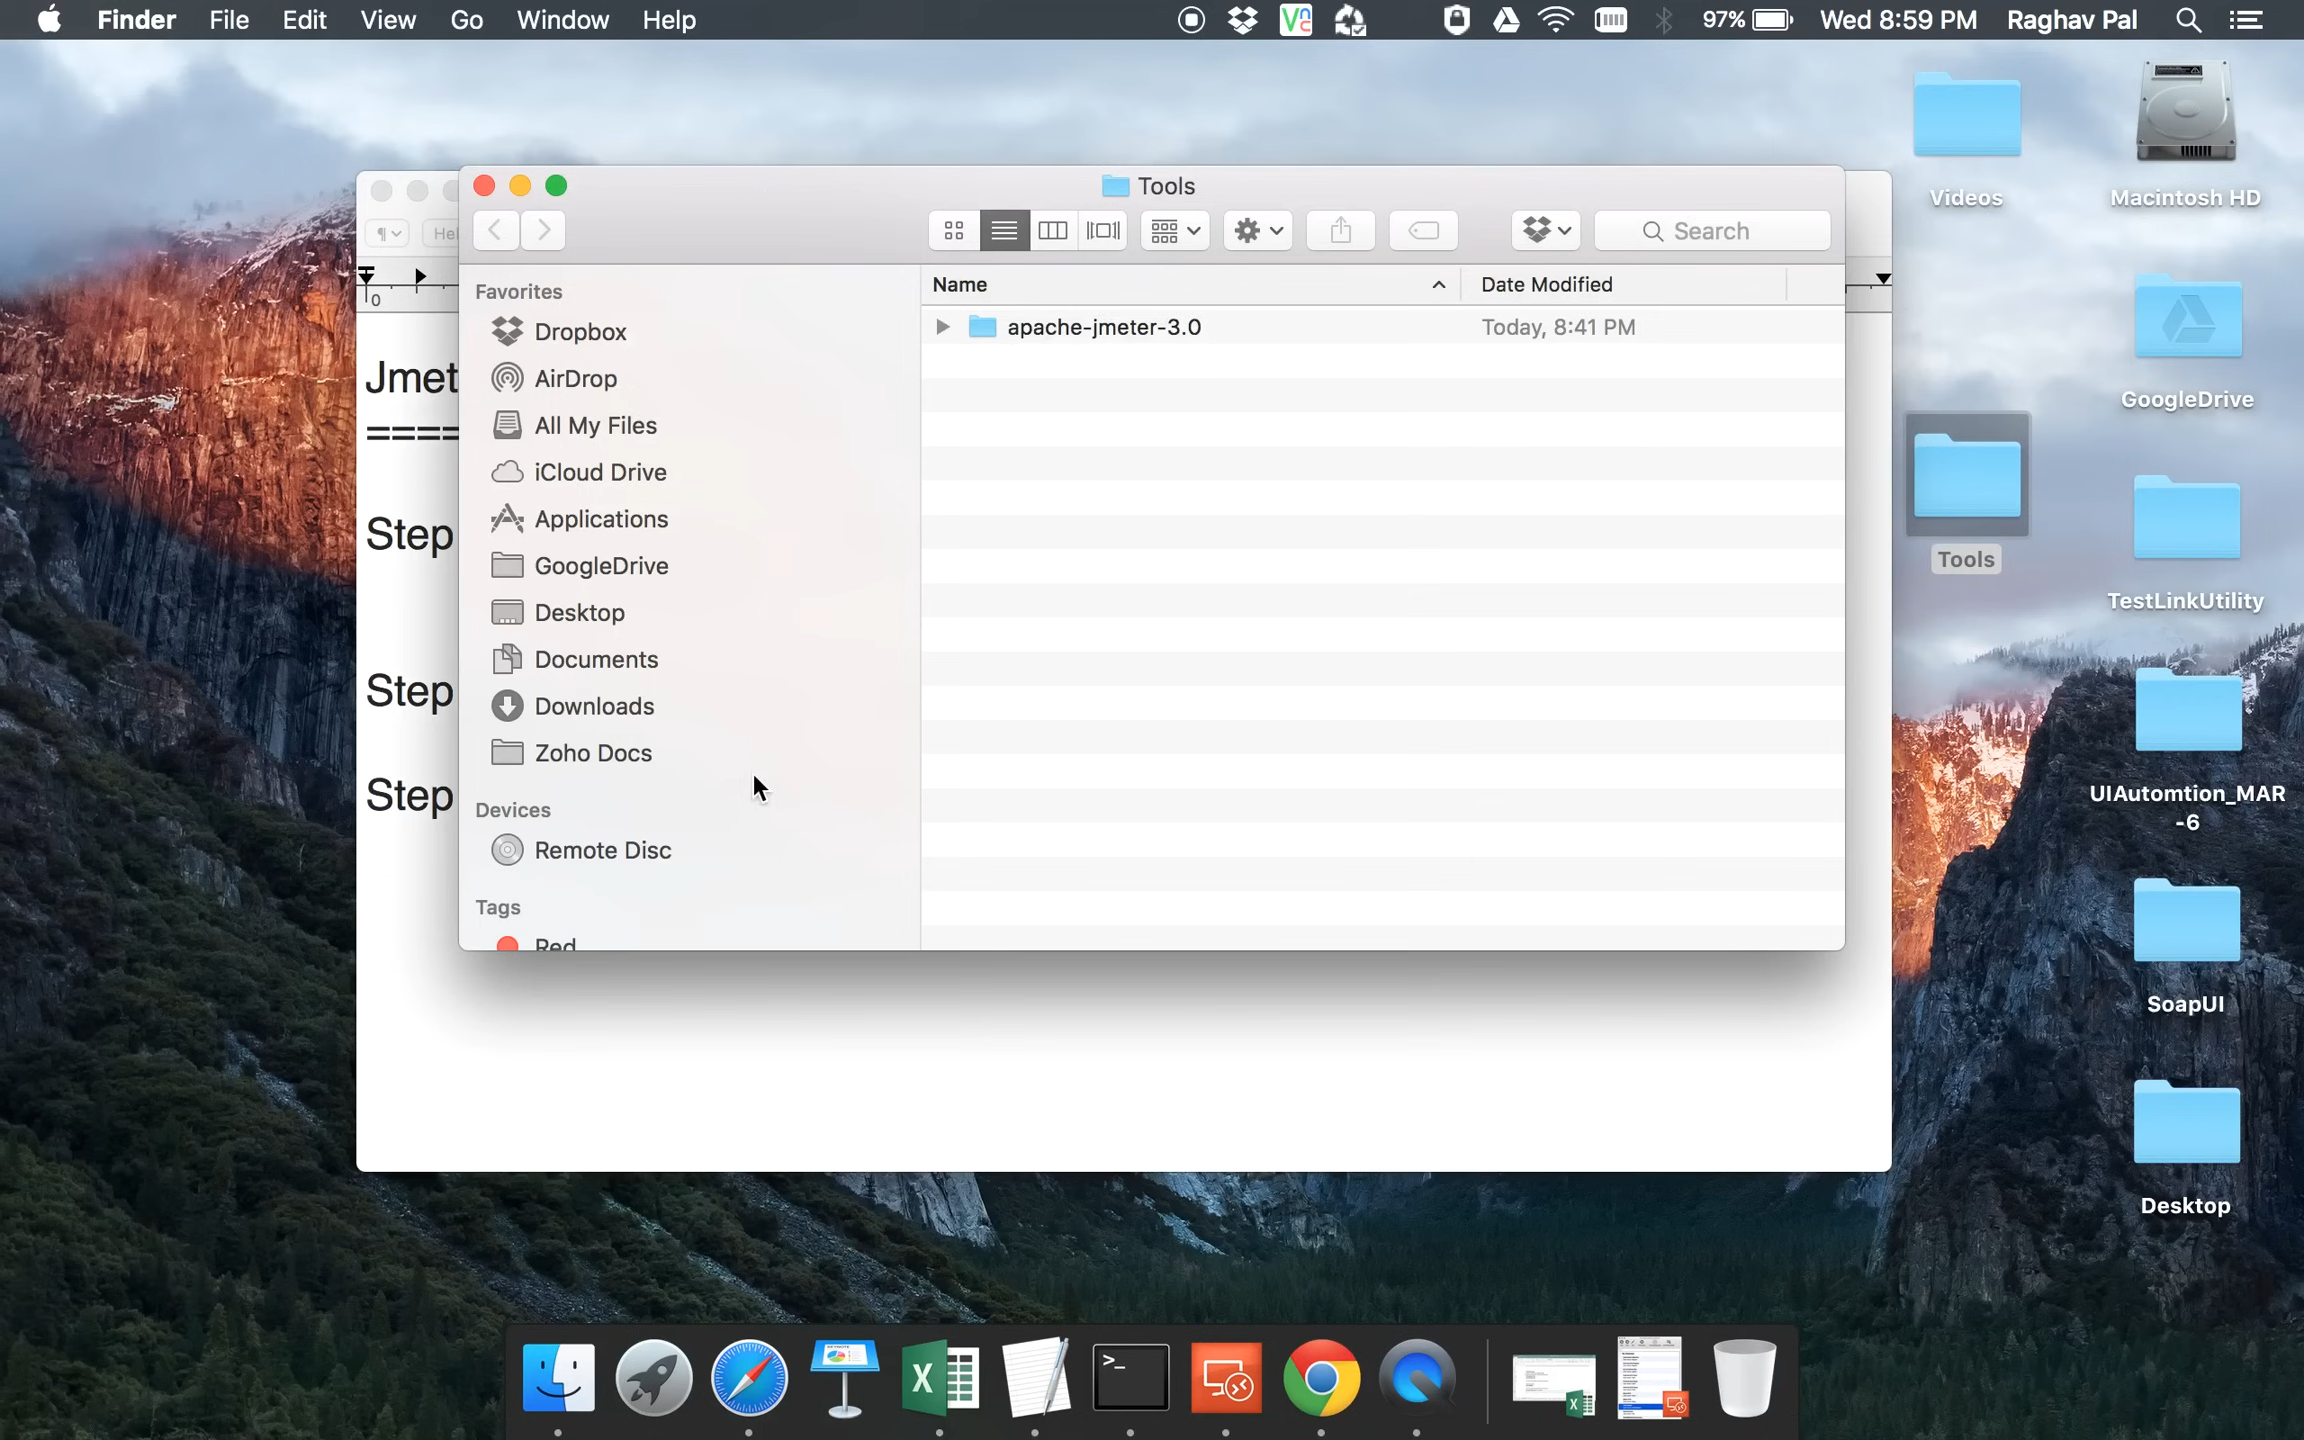 Finder File Edit View Go Window Help 97% Wed 8:59 PM Raghav Pal
Tools
Search
Hel
0
Favorites
Dropbox
AirDrop
All My Files
iCloud Drive
Applications
GoogleDrive
Desktop
Documents
Downloads
Zoho Docs
Devices
Remote Disc
Tags
Red
Name Date Modified
apache-jmeter-3.0 Today, 8:41 PM
Jmet
====
Step
Step
Step
Videos
Macintosh HD
GoogleDrive
Tools
TestLinkUtility
UIAutomtion_MAR
-6
SoapUI
Desktop